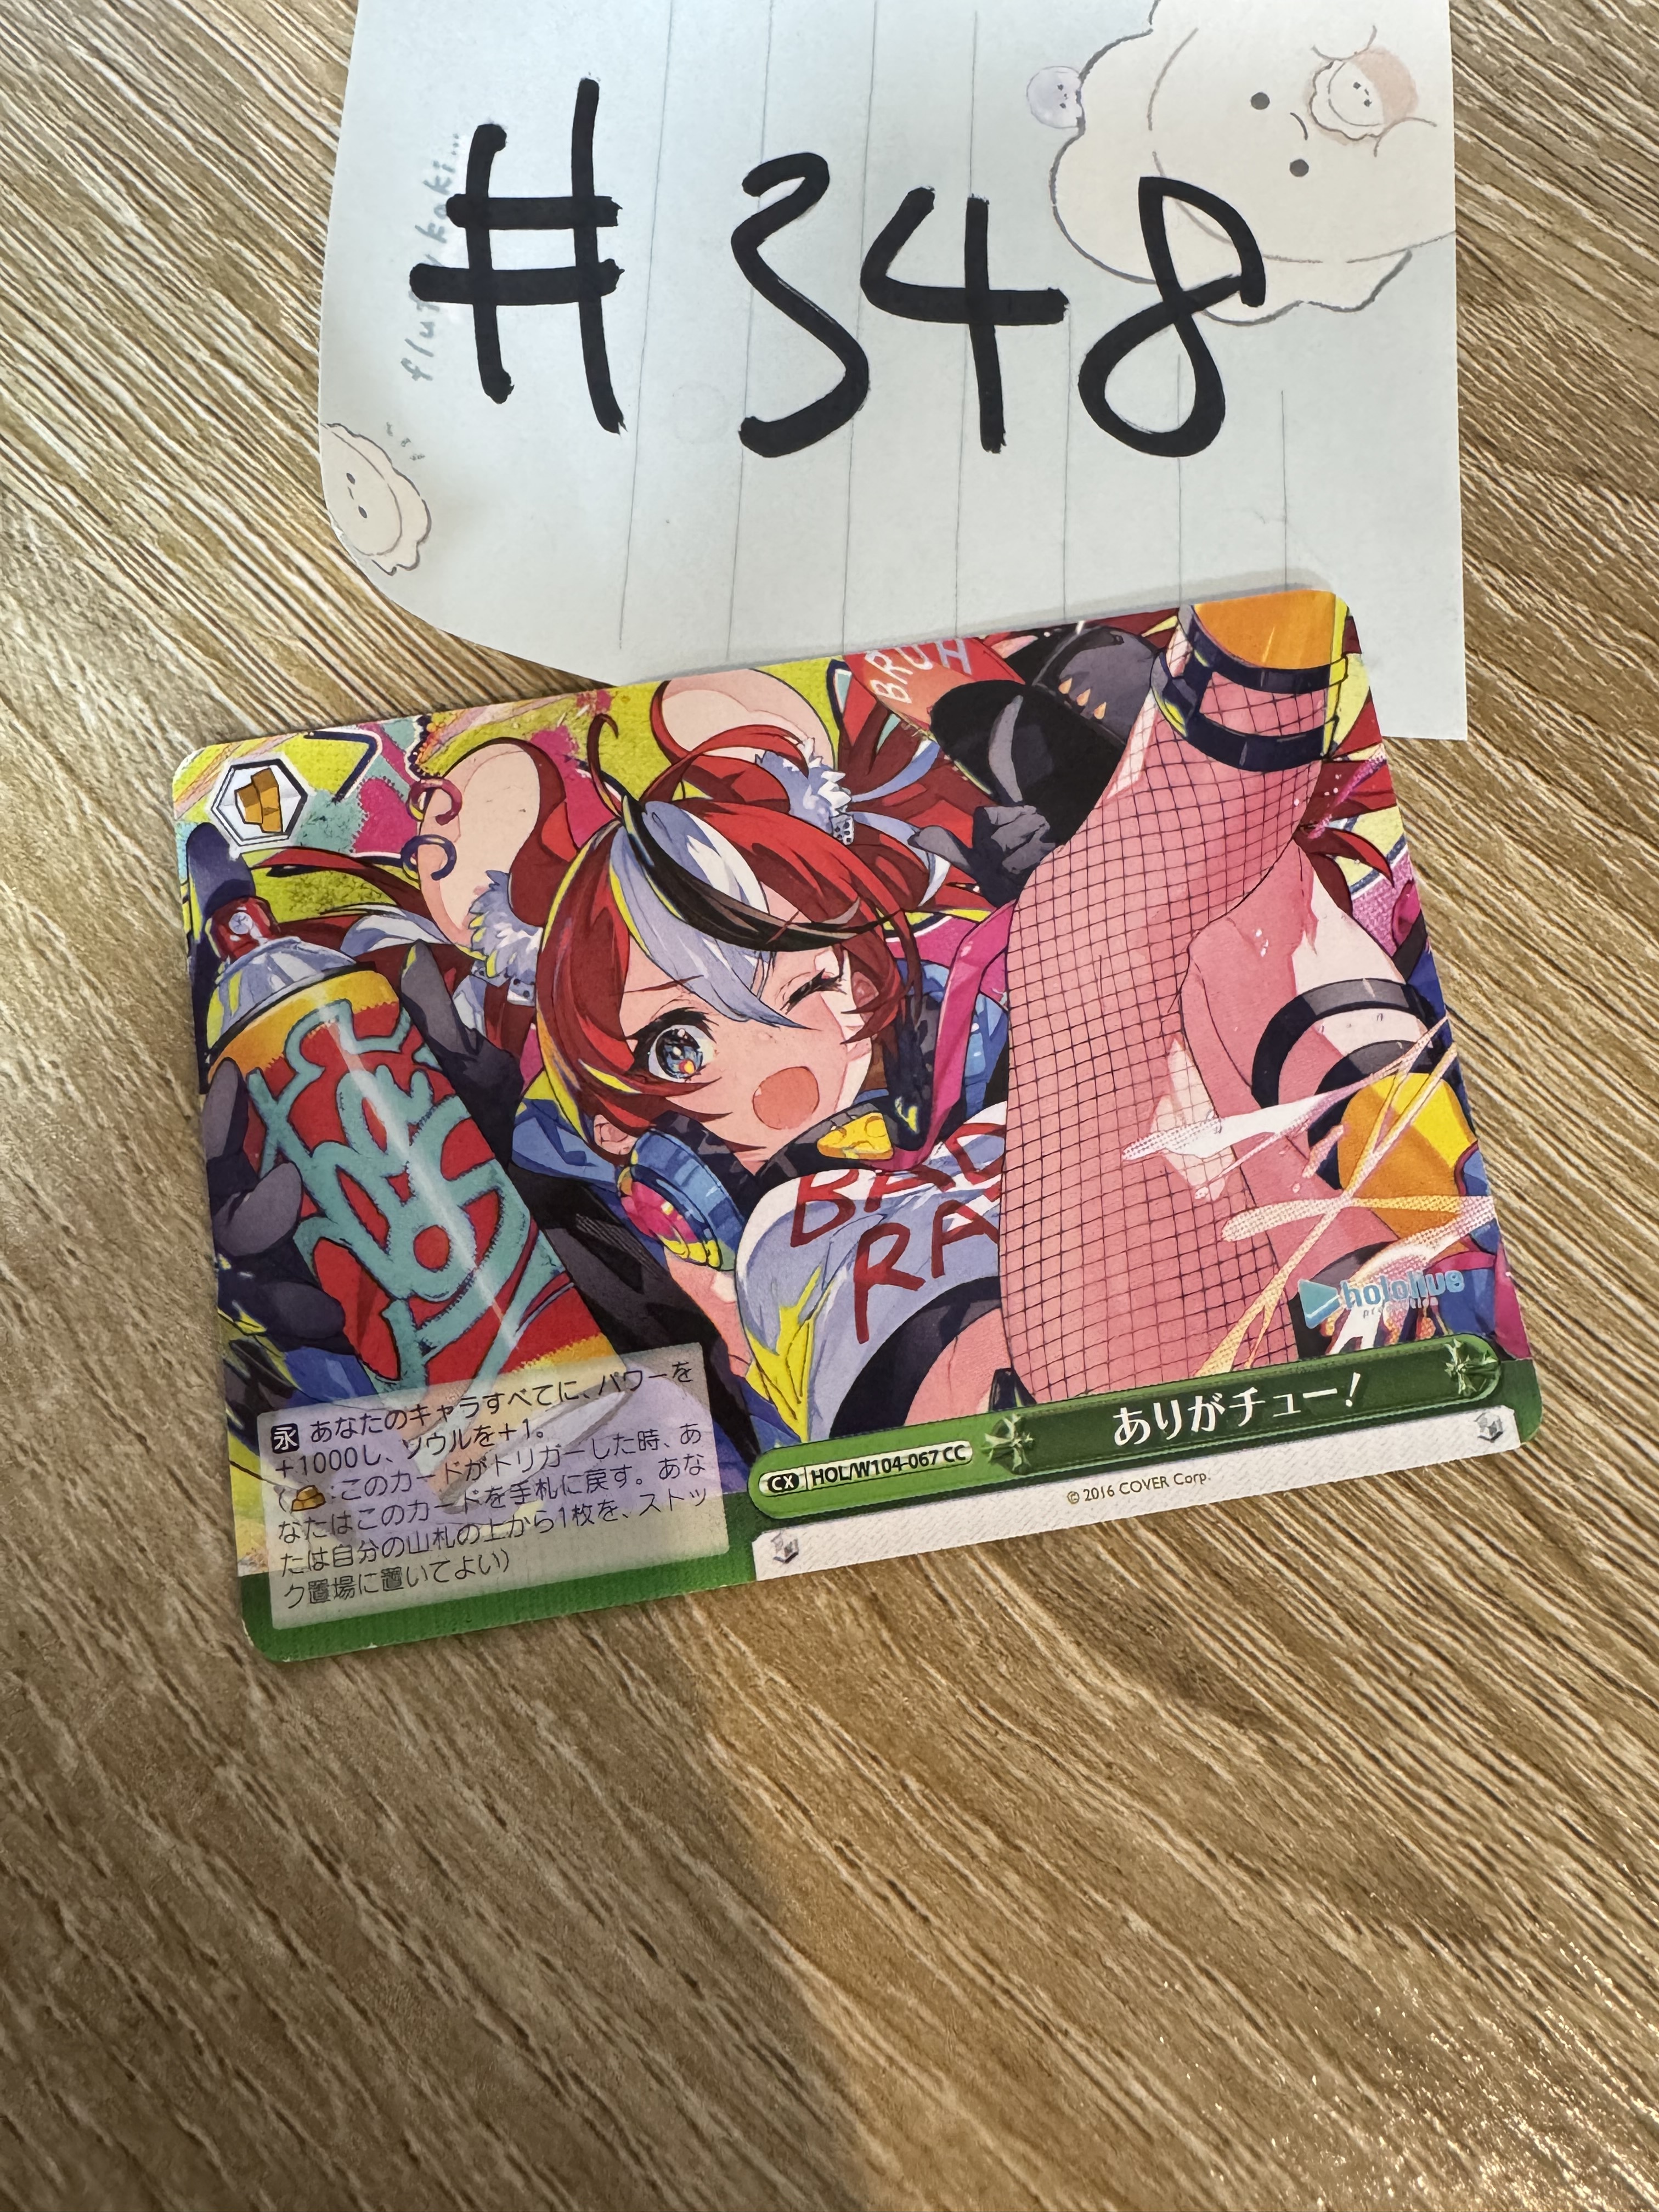 #348
BRUH
BAD
RA
hololive
production
永 あなたのキャラすべてに、パワーを
+1000し、ソウルを+1。
(:このカードがトリガーした時、あ
なたはこのカードを手札に戻す。あな
たは自分の山札の上から1枚を、ストッ
ク置場に置いてよい)
CX HOL/W104-067 CC
ありがチュー!
©2016 COVER Corp.